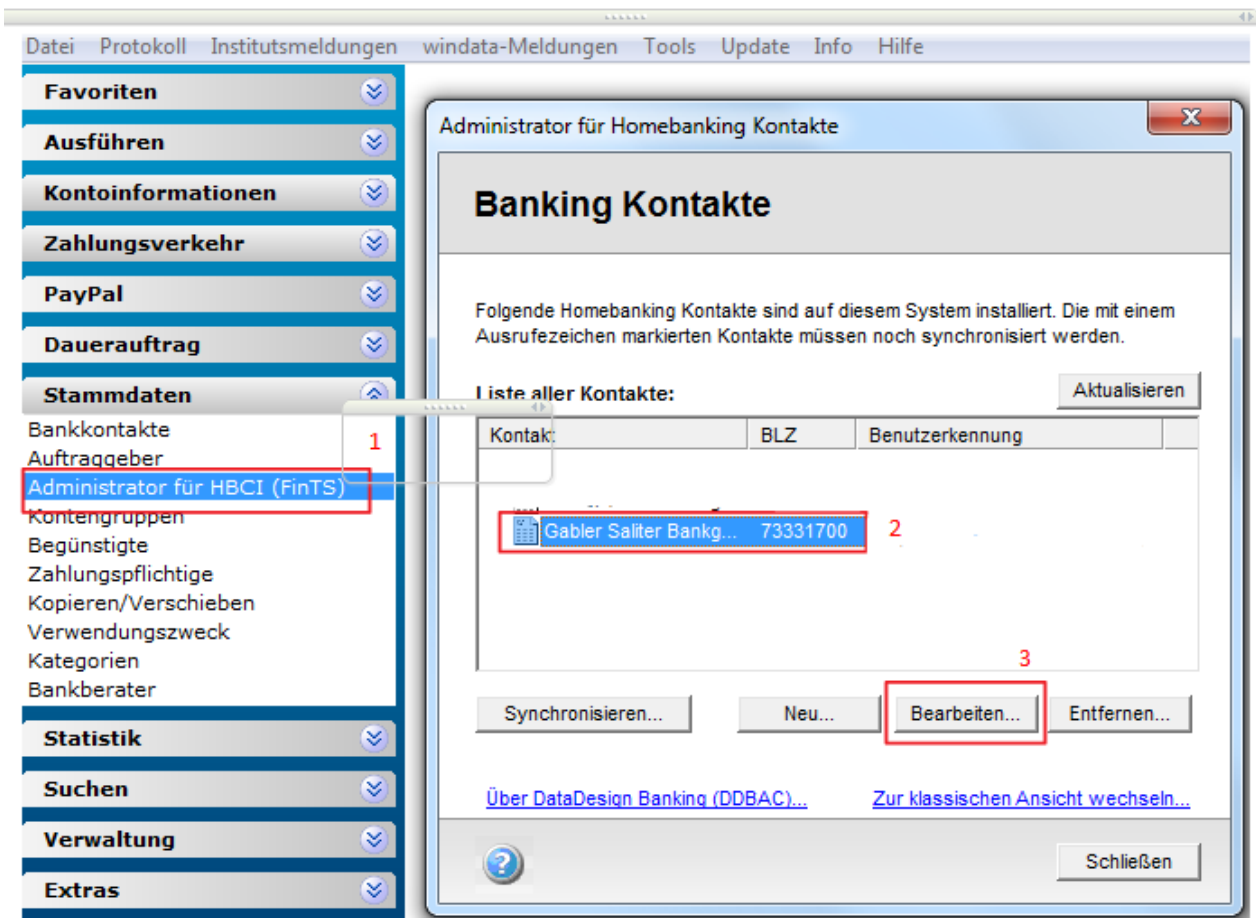 Datei Protokoll Institutsmeldungen windata-Meldungen Tools Update Info Hilfe
Favoriten
Ausführen
Kontoinformationen
Zahlungsverkehr
PayPal
Dauerauftrag
Stammdaten
Bankkontakte
1
Auftraggeber
Administrator für HBCI (FinTS)
Kontengruppen
Begünstigte
Zahlungspflichtige
Kopieren/Verschieben
Verwendungszweck
Kategorien
Bankberater
Statistik
Suchen
Verwaltung
Extras
Administrator für Homebanking Kontakte
X
Banking Kontakte
Folgende Homebanking Kontakte sind auf diesem System installiert. Die mit einem
Ausrufezeichen markierten Kontakte müssen noch synchronisiert werden.
Liste aller Kontakte:
Aktualisieren
Kontakt BLZ Benutzerkennung
Gabler Saliter Bankg... 73331700 2
3
Synchronisieren... Neu... Bearbeiten... Entfernen...
Über DataDesign Banking (DDBAC)... Zur klassischen Ansicht wechseln...
?
Schließen